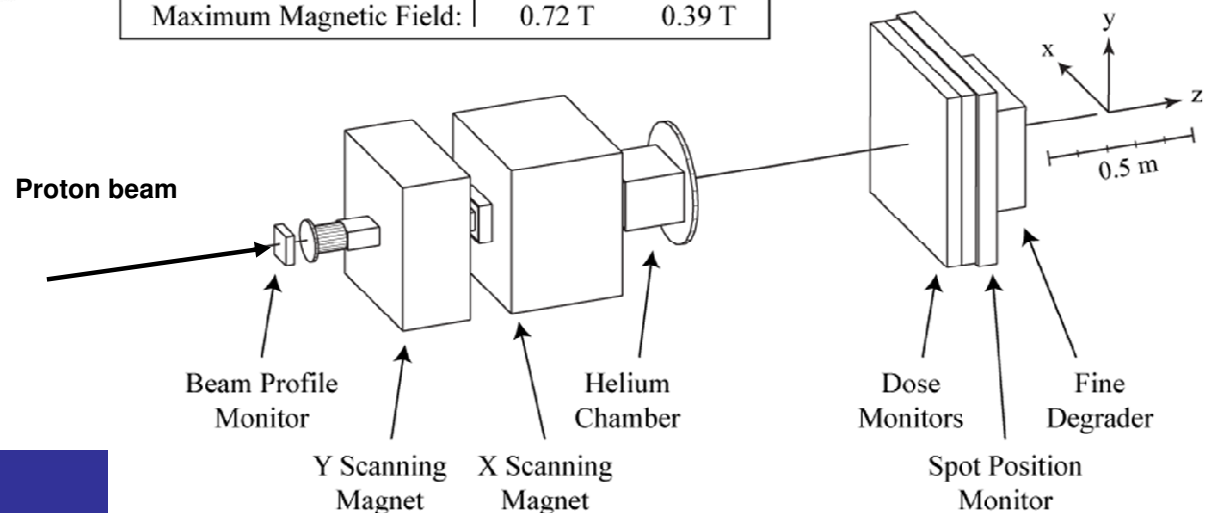 Maximum Magnetic Field: 0.72 T 0.39 T
y
x
z
0.5 m
Proton beam
Beam Profile
Monitor
Helium
Chamber
Dose
Monitors
Fine
Degrader
Y Scanning
Magnet
X Scanning
Magnet
Spot Position
Monitor